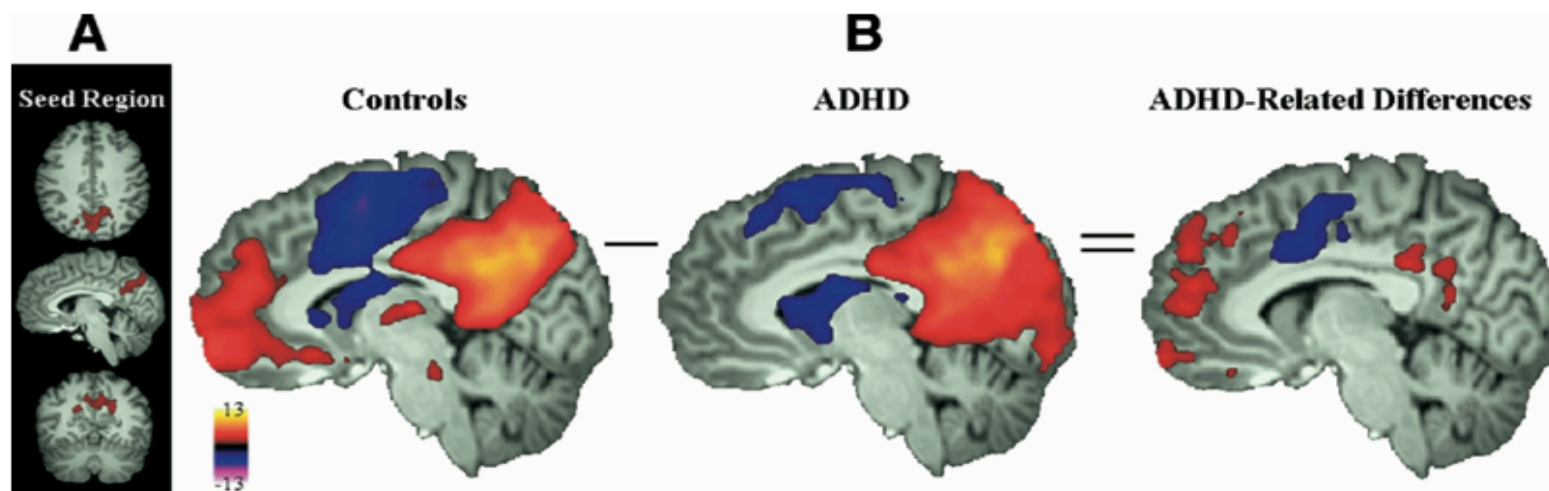 A
B
Seed Region
Controls
ADHD
ADHD-Related Differences
—
=
13
-13